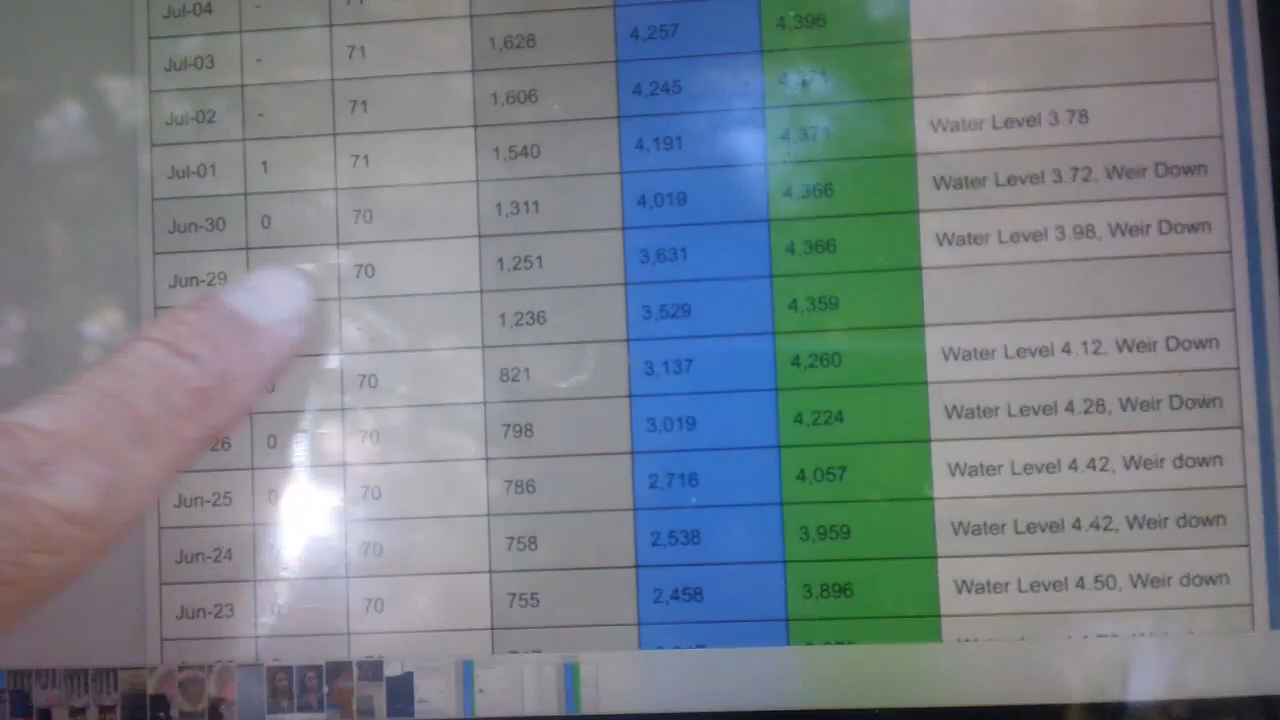 Jul-04 -
Jul-03 - 71 1,628 4,257 4,396
Jul-02 - 71 1,606 4,245
Jul-01 1 71 1,540 4,191 4,371 Water Level 3.78
Jun-30 0 70 1,311 4,019 4,366 Water Level 3.72, Weir Down
Jun-29 70 1,251 3,631 4,366 Water Level 3.98, Weir Down
1,236 3,529 4,359
0 70 821 3,137 4,260 Water Level 4.12, Weir Down
26 0 70 798 3,019 4,224 Water Level 4.28, Weir Down
Jun-25 0 70 786 2,716 4,057 Water Level 4.42, Weir down
Jun-24 70 758 2,538 3,959 Water Level 4.42, Weir down
Jun-23 70 755 2,458 3,896 Water Level 4.50, Weir down